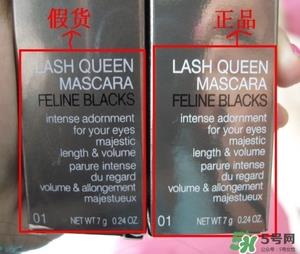 假货
正品
LASH QUEEN
MASCARA
FELINE BLACKS
intense adornment
for your eyes
majestic
length & volume
parure intense
du regard
volume & allongement
majestueux
01 NET WT 7 g 0.24 OZ.
LASH QUEEN
MASCARA
FELINE BLACKS
intense adornment
for your eyes
majestic
length & volume
parure intense
du regard
volume & allongement
majestueux
01 NET WT 7 g 0.24 OZ.
5号网